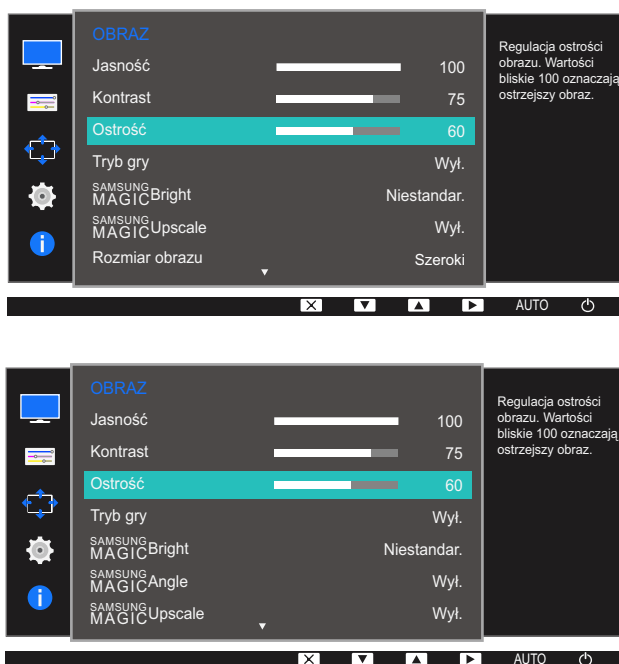 OBRAZ
Jasność 100
Kontrast 75
Ostrość 60
Tryb gry Wył.
SAMSUNG MAGIC Bright Niestandar.
SAMSUNG MAGIC Upscale Wył.
Rozmiar obrazu Szeroki
Regulacja ostrości
obrazu. Wartości
bliskie 100 oznaczają
ostrzejszy obraz.
AUTO
OBRAZ
Jasność 100
Kontrast 75
Ostrość 60
Tryb gry Wył.
SAMSUNG MAGIC Bright Niestandar.
SAMSUNG MAGIC Angle Wył.
SAMSUNG MAGIC Upscale Wył.
Regulacja ostrości
obrazu. Wartości
bliskie 100 oznaczają
ostrzejszy obraz.
AUTO